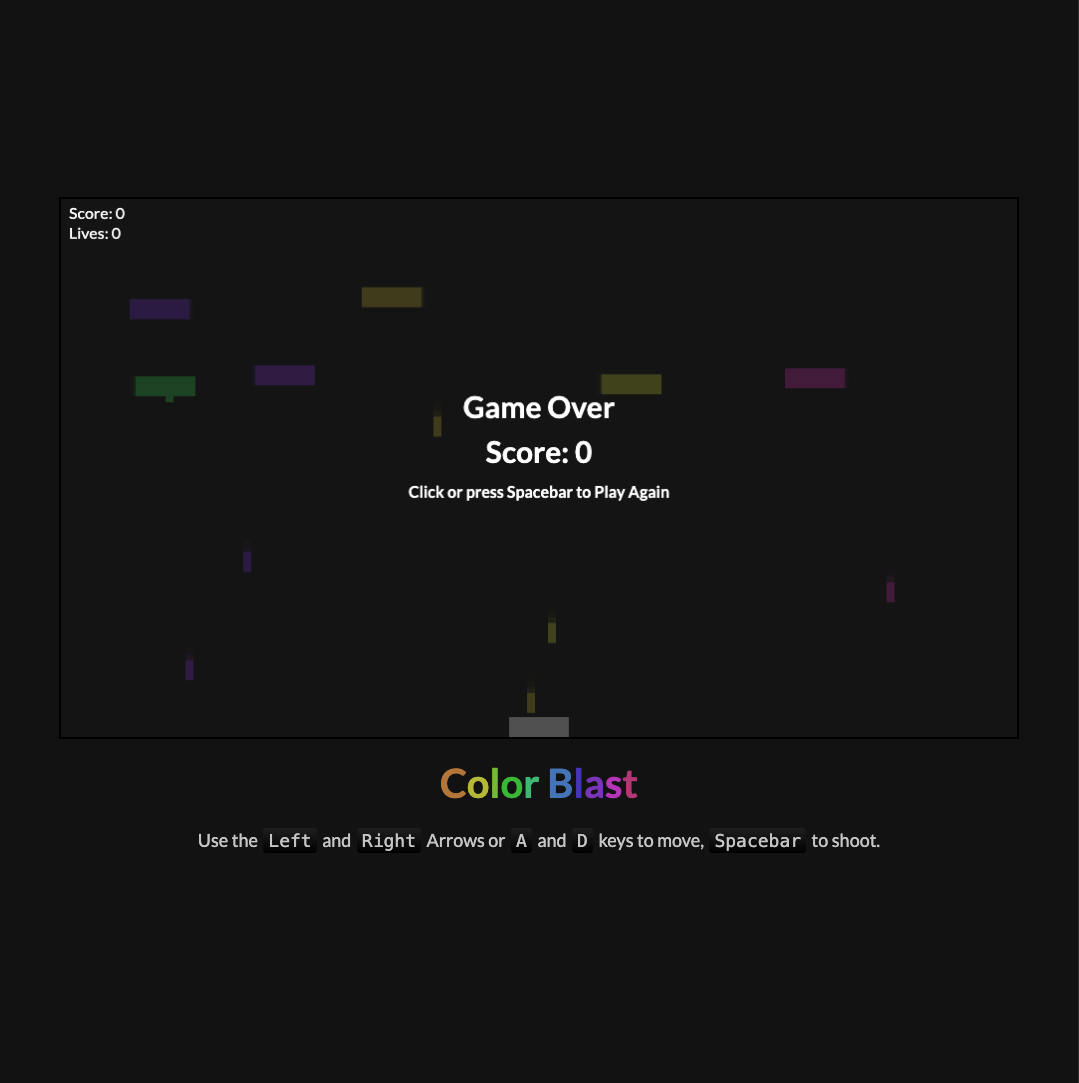 Score: 0
Lives: 0
Game Over
Score: 0
Click or press Spacebar to Play Again
Color Blast
Use the Left and Right Arrows or A and D keys to move, Spacebar to shoot.